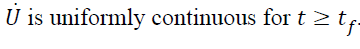 U̇ is uniformly continuous for t ≥ t_f.